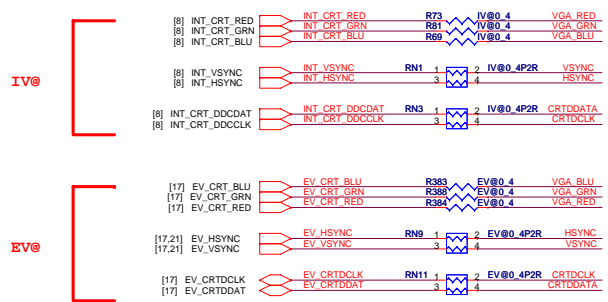 [8] INT_CRT_RED INT_CRT_RED R73 IV@0_4 VGA_RED
[8] INT_CRT_GRN INT_CRT_GRN R81 IV@0_4 VGA_GRN
[8] INT_CRT_BLU INT_CRT_BLU R69 IV@0_4 VGA_BLU
IV@
[8] INT_VSYNC INT_VSYNC RN1 1 2 IV@0_4P2R VSYNC
[8] INT_HSYNC INT_HSYNC 3 4 HSYNC
[8] INT_CRT_DDCDAT INT_CRT_DDCDAT RN3 1 2 IV@0_4P2R CRTDDATA
[8] INT_CRT_DDCCLK INT_CRT_DDCCLK 3 4 CRTDCLK
[17] EV_CRT_BLU EV_CRT_BLU R383 EV@0_4 VGA_BLU
[17] EV_CRT_GRN EV_CRT_GRN R388 EV@0_4 VGA_GRN
[17] EV_CRT_RED EV_CRT_RED R384 EV@0_4 VGA_RED
EV@
[17,21] EV_HSYNC EV_HSYNC RN9 1 2 EV@0_4P2R HSYNC
[17,21] EV_VSYNC EV_VSYNC 3 4 VSYNC
[17] EV_CRTDCLK EV_CRTDCLK RN11 1 2 EV@0_4P2R CRTDCLK
[17] EV_CRTDDAT EV_CRTDDAT 3 4 CRTDDATA